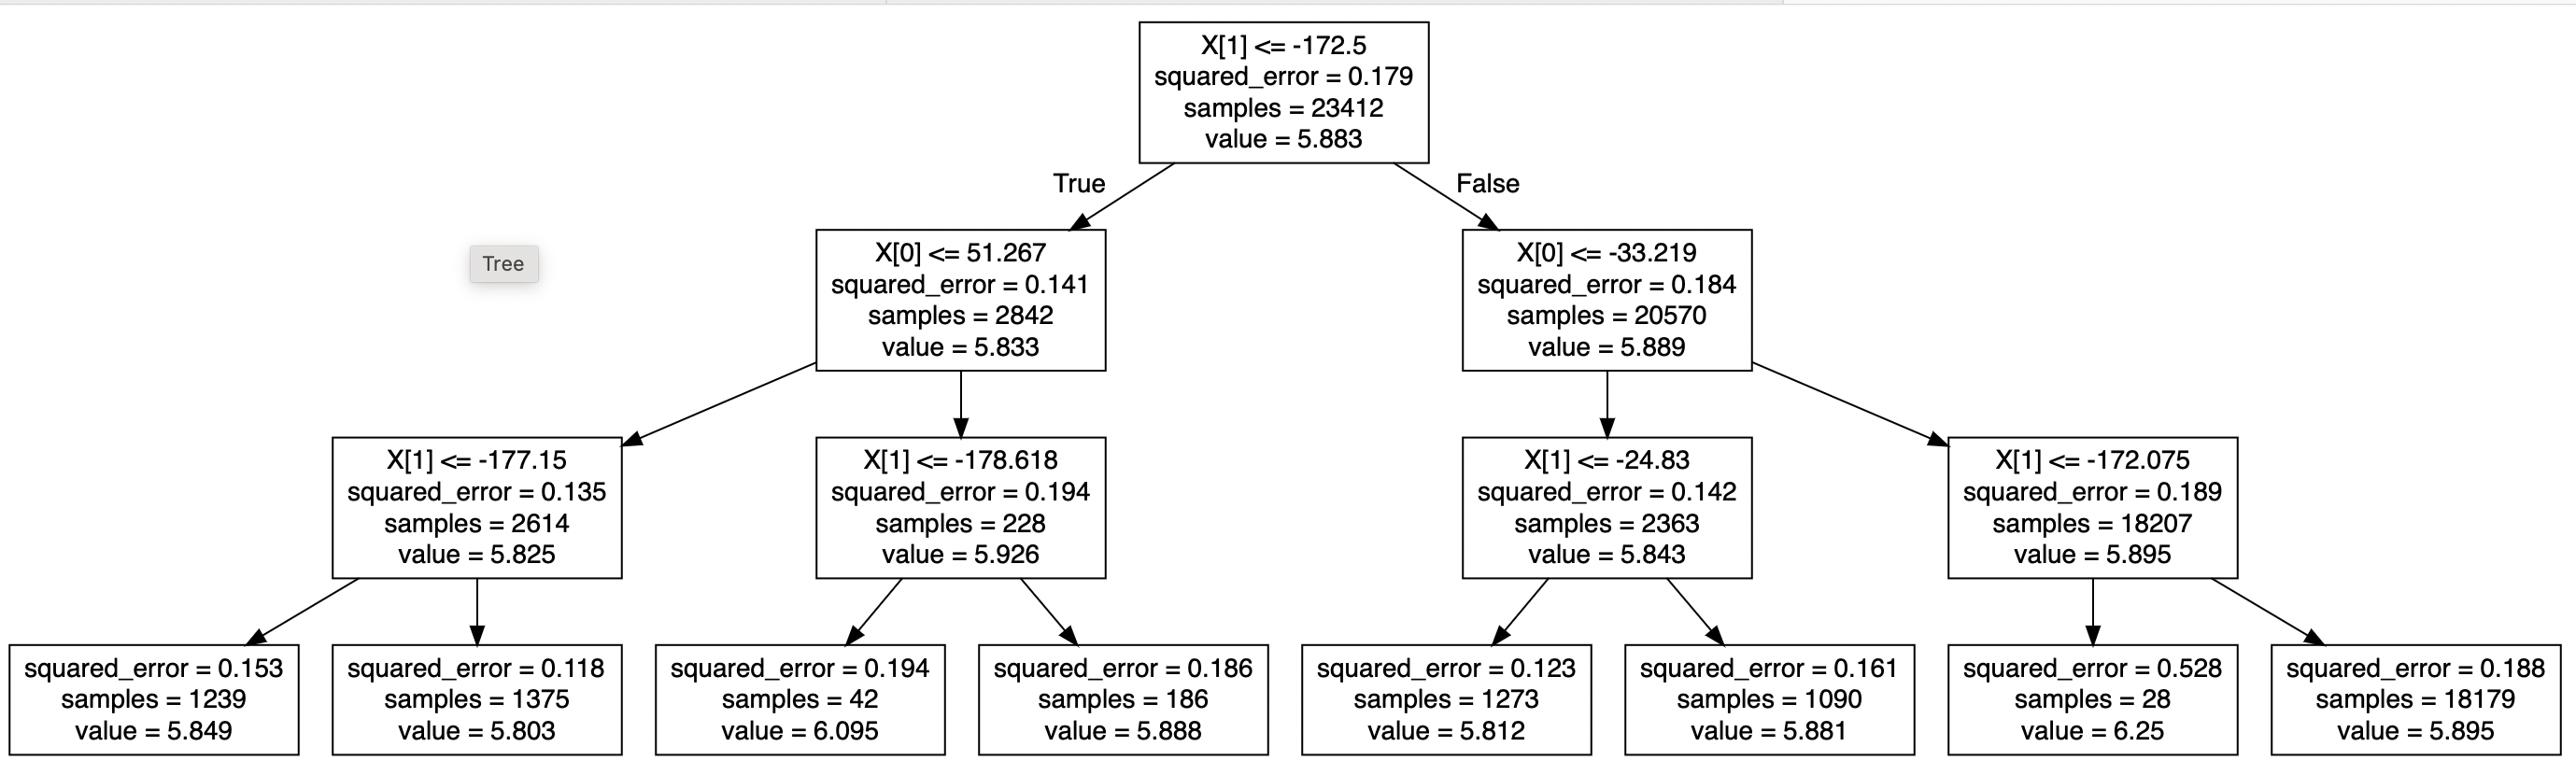 X[1] <= -172.5
squared_error = 0.179
samples = 23412
value = 5.883
True
False
Tree
X[0] <= 51.267
squared_error = 0.141
samples = 2842
value = 5.833
X[0] <= -33.219
squared_error = 0.184
samples = 20570
value = 5.889
X[1] <= -177.15
squared_error = 0.135
samples = 2614
value = 5.825
X[1] <= -178.618
squared_error = 0.194
samples = 228
value = 5.926
X[1] <= -24.83
squared_error = 0.142
samples = 2363
value = 5.843
X[1] <= -172.075
squared_error = 0.189
samples = 18207
value = 5.895
squared_error = 0.153
samples = 1239
value = 5.849
squared_error = 0.118
samples = 1375
value = 5.803
squared_error = 0.194
samples = 42
value = 6.095
squared_error = 0.186
samples = 186
value = 5.888
squared_error = 0.123
samples = 1273
value = 5.812
squared_error = 0.161
samples = 1090
value = 5.881
squared_error = 0.528
samples = 28
value = 6.25
squared_error = 0.188
samples = 18179
value = 5.895